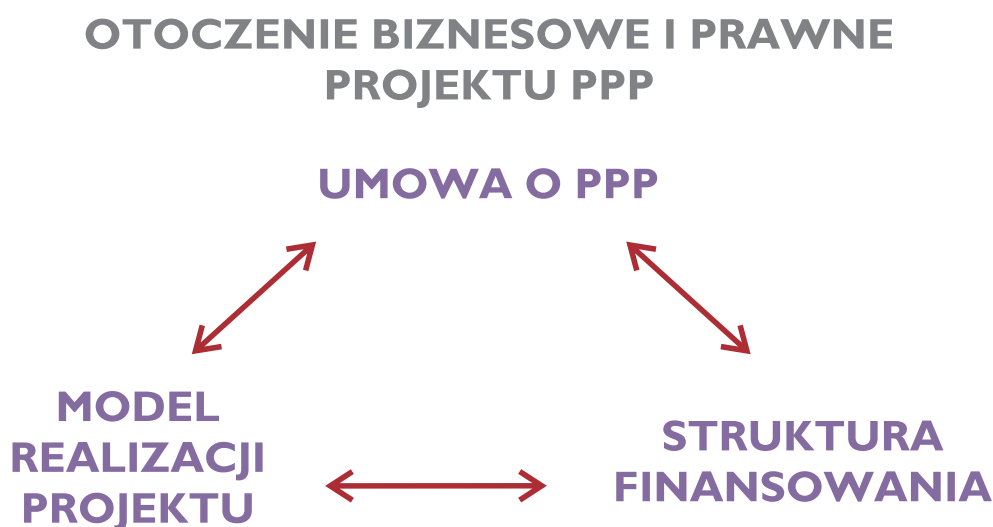 OTOCZENIE BIZNESOWE I PRAWNE
PROJEKTU PPP
UMOWA O PPP
MODEL
REALIZACJI
PROJEKTU
STRUKTURA
FINANSOWANIA